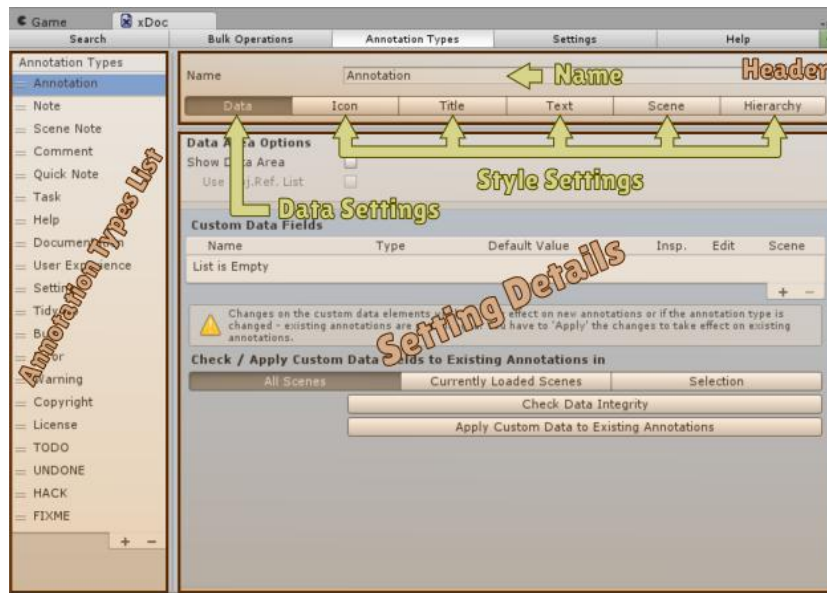 Game xDoc
Search Bulk Operations Annotation Types Settings Help
Annotation Types
Annotation
Note
Scene Note
Comment
Quick Note
Task
Help
User Experience
Copyright
License
TODO
UNDONE
HACK
FIXME
+ −
Annotation Types List
Name Annotation Name Header
Data Icon Title Text Scene Hierarchy
Data Area Options
Show Data Area
Style Settings
Data Settings
Custom Data Fields
Name Type Default Value Insp. Edit Scene
List is Empty
+ −
Setting Details
Changes on the custom data elements effect on new annotations or if the annotation type is
changed - existing annotations are have to 'Apply' the changes to take effect on existing
annotations.
Check / Apply Custom Data Fields to Existing Annotations in
All Scenes Currently Loaded Scenes Selection
Check Data Integrity
Apply Custom Data to Existing Annotations